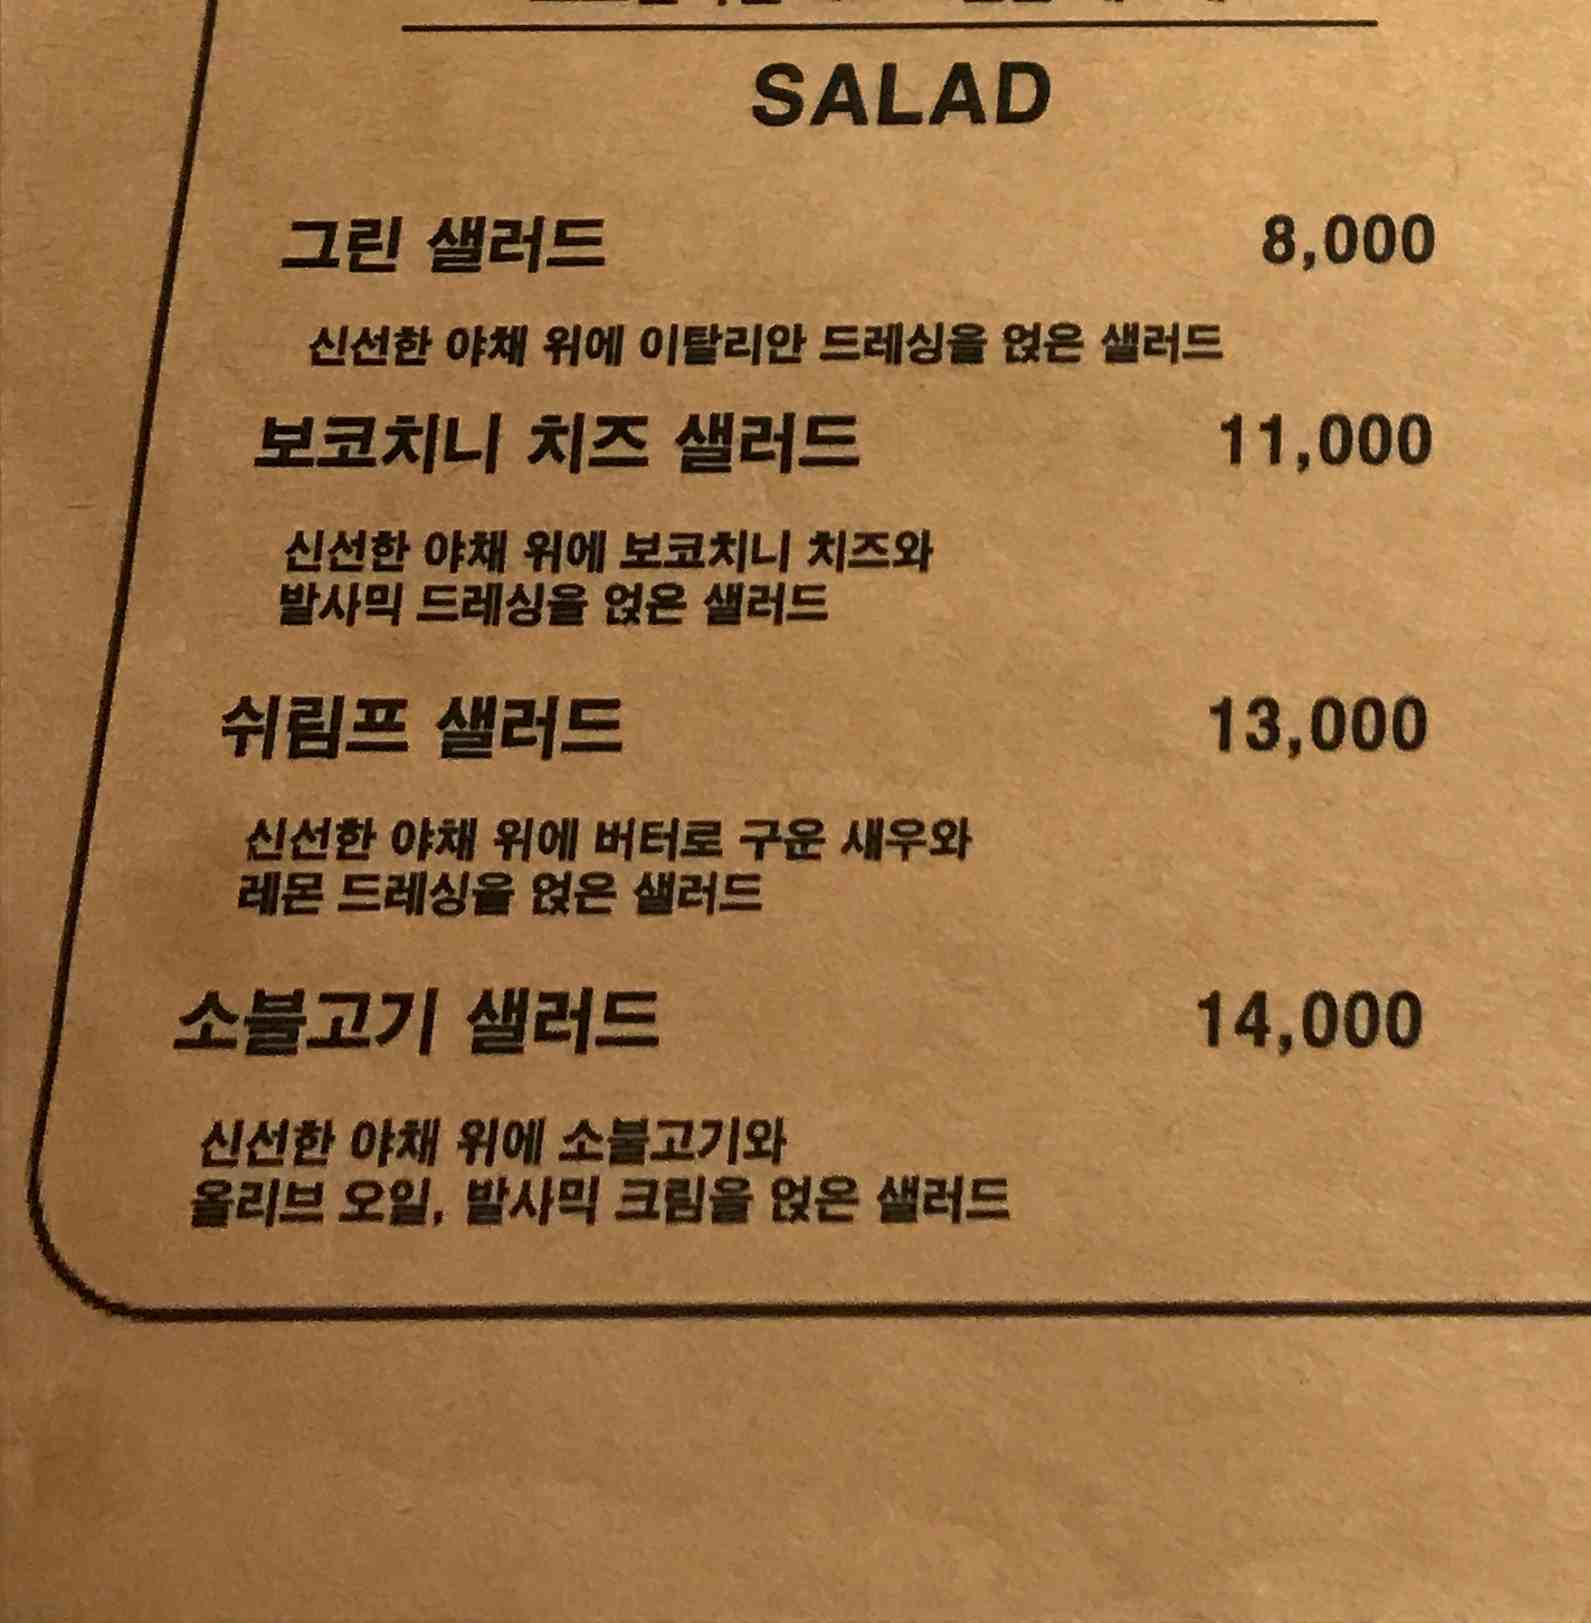 SALAD
그린 샐러드 8,000
신선한 야채 위에 이탈리안 드레싱을 얹은 샐러드
보코치니 치즈 샐러드 11,000
신선한 야채 위에 보코치니 치즈와
발사믹 드레싱을 얹은 샐러드
쉬림프 샐러드 13,000
신선한 야채 위에 버터로 구운 새우와
레몬 드레싱을 얹은 샐러드
소불고기 샐러드 14,000
신선한 야채 위에 소불고기와
올리브 오일, 발사믹 크림을 얹은 샐러드